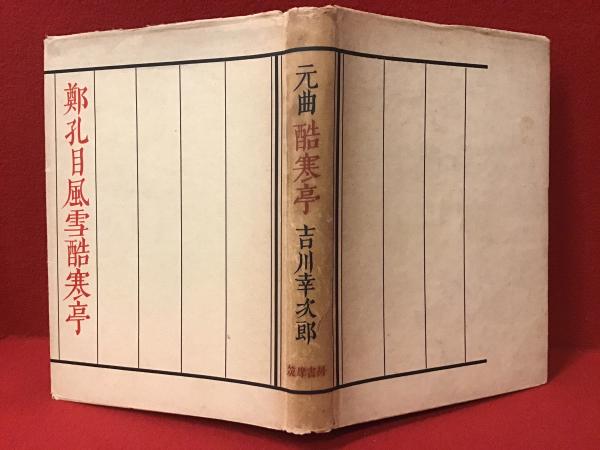 鄭孔目風雪酷寒亭
元曲 酷寒亭 吉川幸次郎
筑摩書房